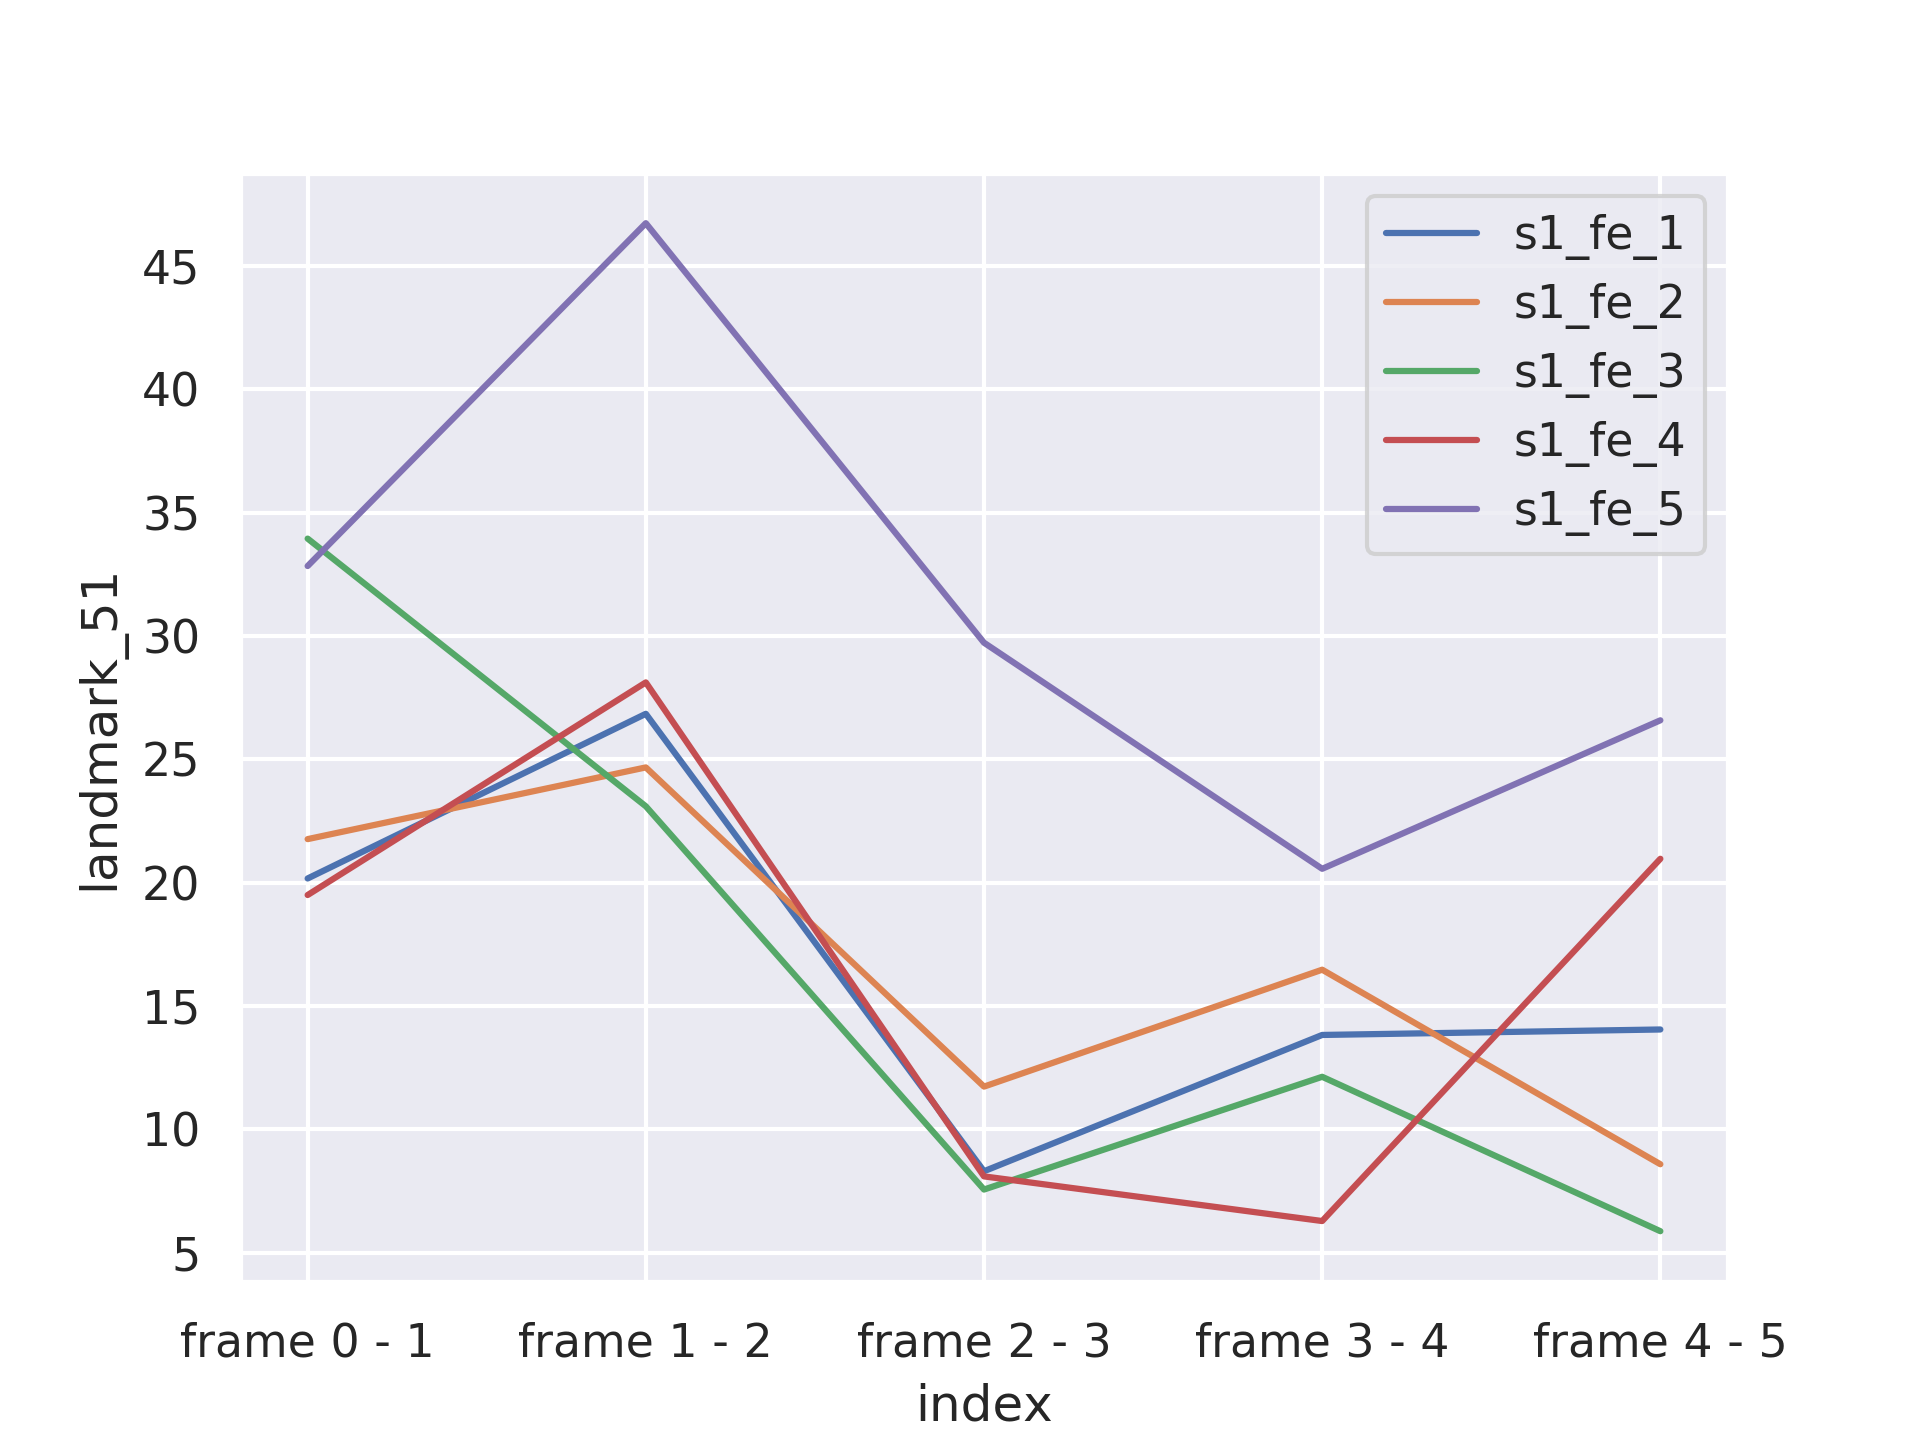 s1_fe_1
s1_fe_2
s1_fe_3
s1_fe_4
s1_fe_5
45
40
35
30
25
20
15
10
5
landmark_51
frame 0 - 1 frame 1 - 2 frame 2 - 3 frame 3 - 4 frame 4 - 5
index